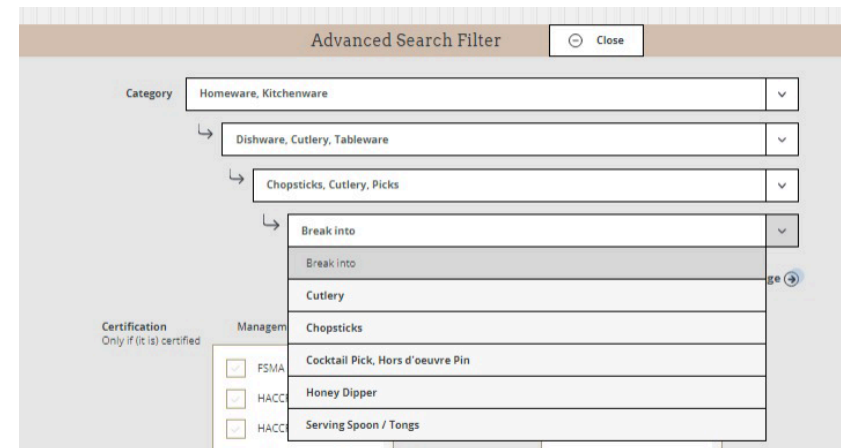 Advanced Search Filter
Close
Category
Homeware, Kitchenware
Dishware, Cutlery, Tableware
Chopsticks, Cutlery, Picks
Break into
Break into
ge
Cutlery
Certification
Only if (it is) certified
Managem
Chopsticks
FSMA
Cocktail Pick, Hors d'oeuvre Pin
HACC
Honey Dipper
HACC
Serving Spoon / Tongs